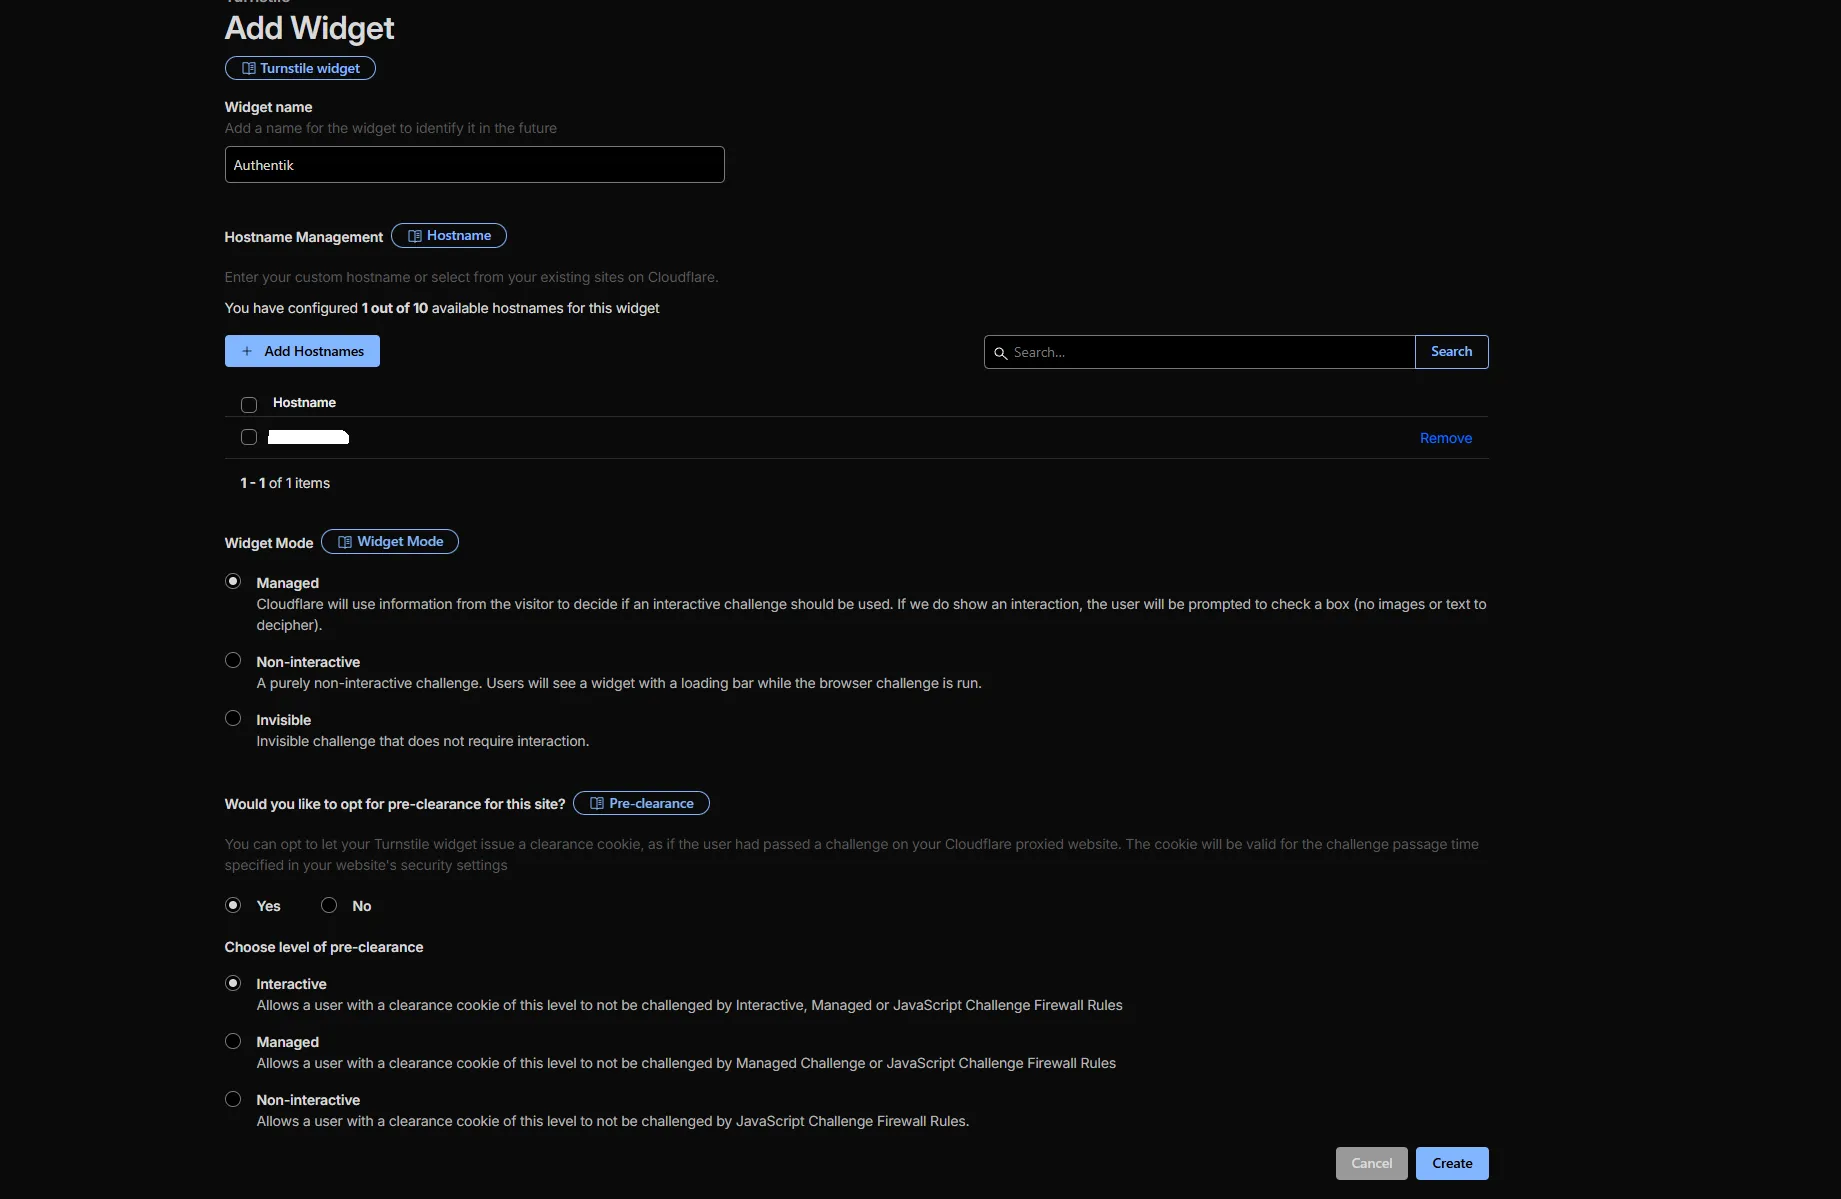 Turnstile
Add Widget
Turnstile widget
Widget name
Add a name for the widget to identify it in the future
Authentik
Hostname Management
Hostname
Enter your custom hostname or select from your existing sites on Cloudflare.
You have configured 1 out of 10 available hostnames for this widget
+ Add Hostnames
Search...
Search
Hostname
Remove
1 - 1 of 1 items
Widget Mode
Widget Mode
Managed
Cloudflare will use information from the visitor to decide if an interactive challenge should be used. If we do show an interaction, the user will be prompted to check a box (no images or text to
decipher).
Non-interactive
A purely non-interactive challenge. Users will see a widget with a loading bar while the browser challenge is run.
Invisible
Invisible challenge that does not require interaction.
Would you like to opt for pre-clearance for this site?
Pre-clearance
You can opt to let your Turnstile widget issue a clearance cookie, as if the user had passed a challenge on your Cloudflare proxied website. The cookie will be valid for the challenge passage time
specified in your website's security settings
Yes
No
Choose level of pre-clearance
Interactive
Allows a user with a clearance cookie of this level to not be challenged by Interactive, Managed or JavaScript Challenge Firewall Rules
Managed
Allows a user with a clearance cookie of this level to not be challenged by Managed Challenge or JavaScript Challenge Firewall Rules
Non-interactive
Allows a user with a clearance cookie of this level to not be challenged by JavaScript Challenge Firewall Rules.
Cancel
Create